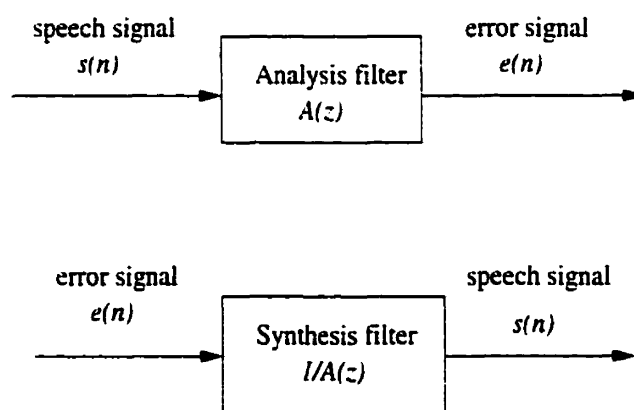 speech signal
s(n)
Analysis filter
A(z)
error signal
e(n)
error signal
e(n)
Synthesis filter
1/A(z)
speech signal
s(n)